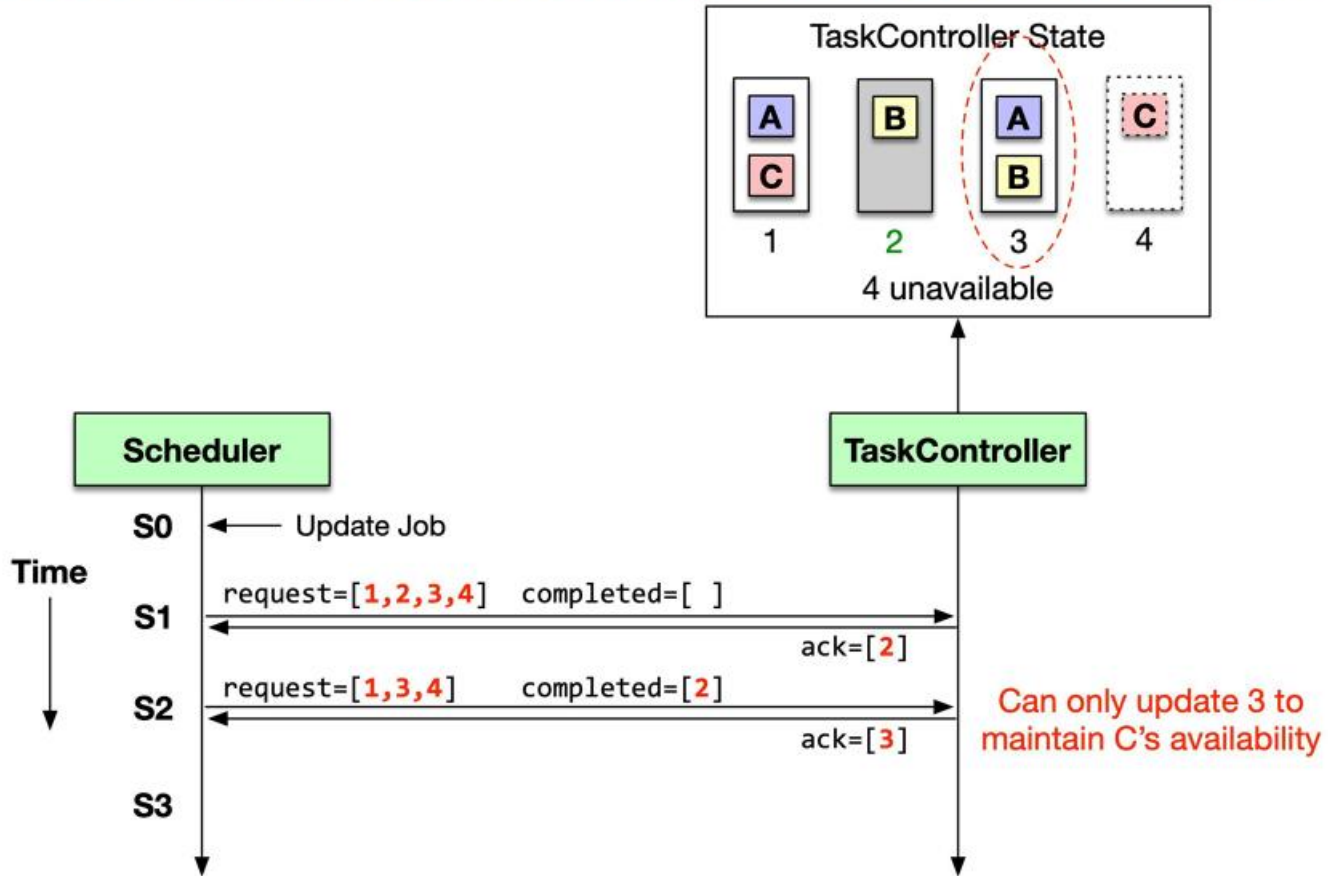 TaskController State
A B A C
C B
1 2 3 4
4 unavailable
Scheduler TaskController
S0 Update Job
Time
request=[1,2,3,4] completed=[ ]
S1
ack=[2]
request=[1,3,4] completed=[2]
S2
ack=[3]
Can only update 3 to
maintain C's availability
S3